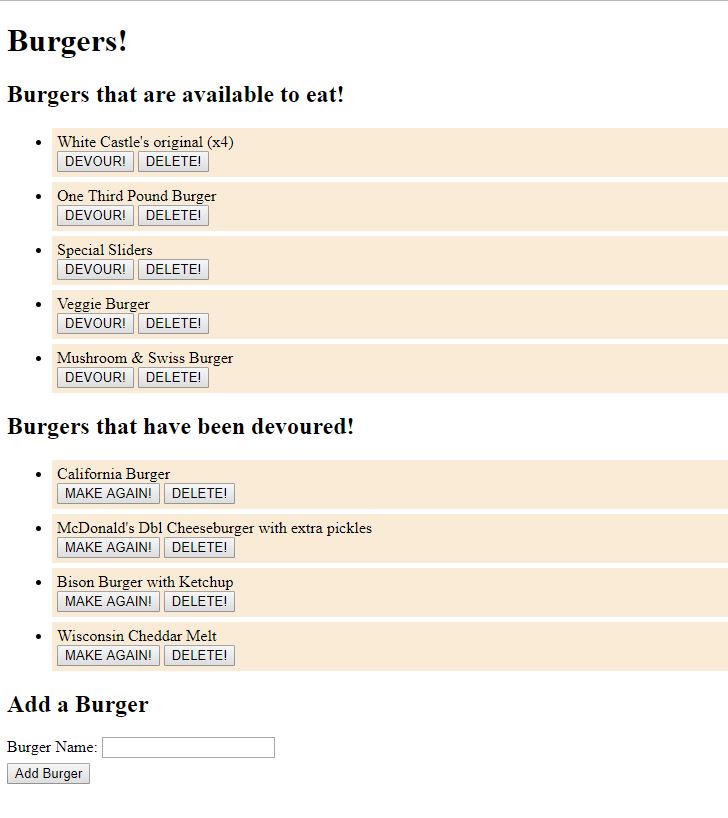 Burgers!
Burgers that are available to eat!
White Castle's original (x4)
DEVOUR! DELETE!
One Third Pound Burger
DEVOUR! DELETE!
Special Sliders
DEVOUR! DELETE!
Veggie Burger
DEVOUR! DELETE!
Mushroom & Swiss Burger
DEVOUR! DELETE!
Burgers that have been devoured!
California Burger
MAKE AGAIN! DELETE!
McDonald's Dbl Cheeseburger with extra pickles
MAKE AGAIN! DELETE!
Bison Burger with Ketchup
MAKE AGAIN! DELETE!
Wisconsin Cheddar Melt
MAKE AGAIN! DELETE!
Add a Burger
Burger Name:
Add Burger